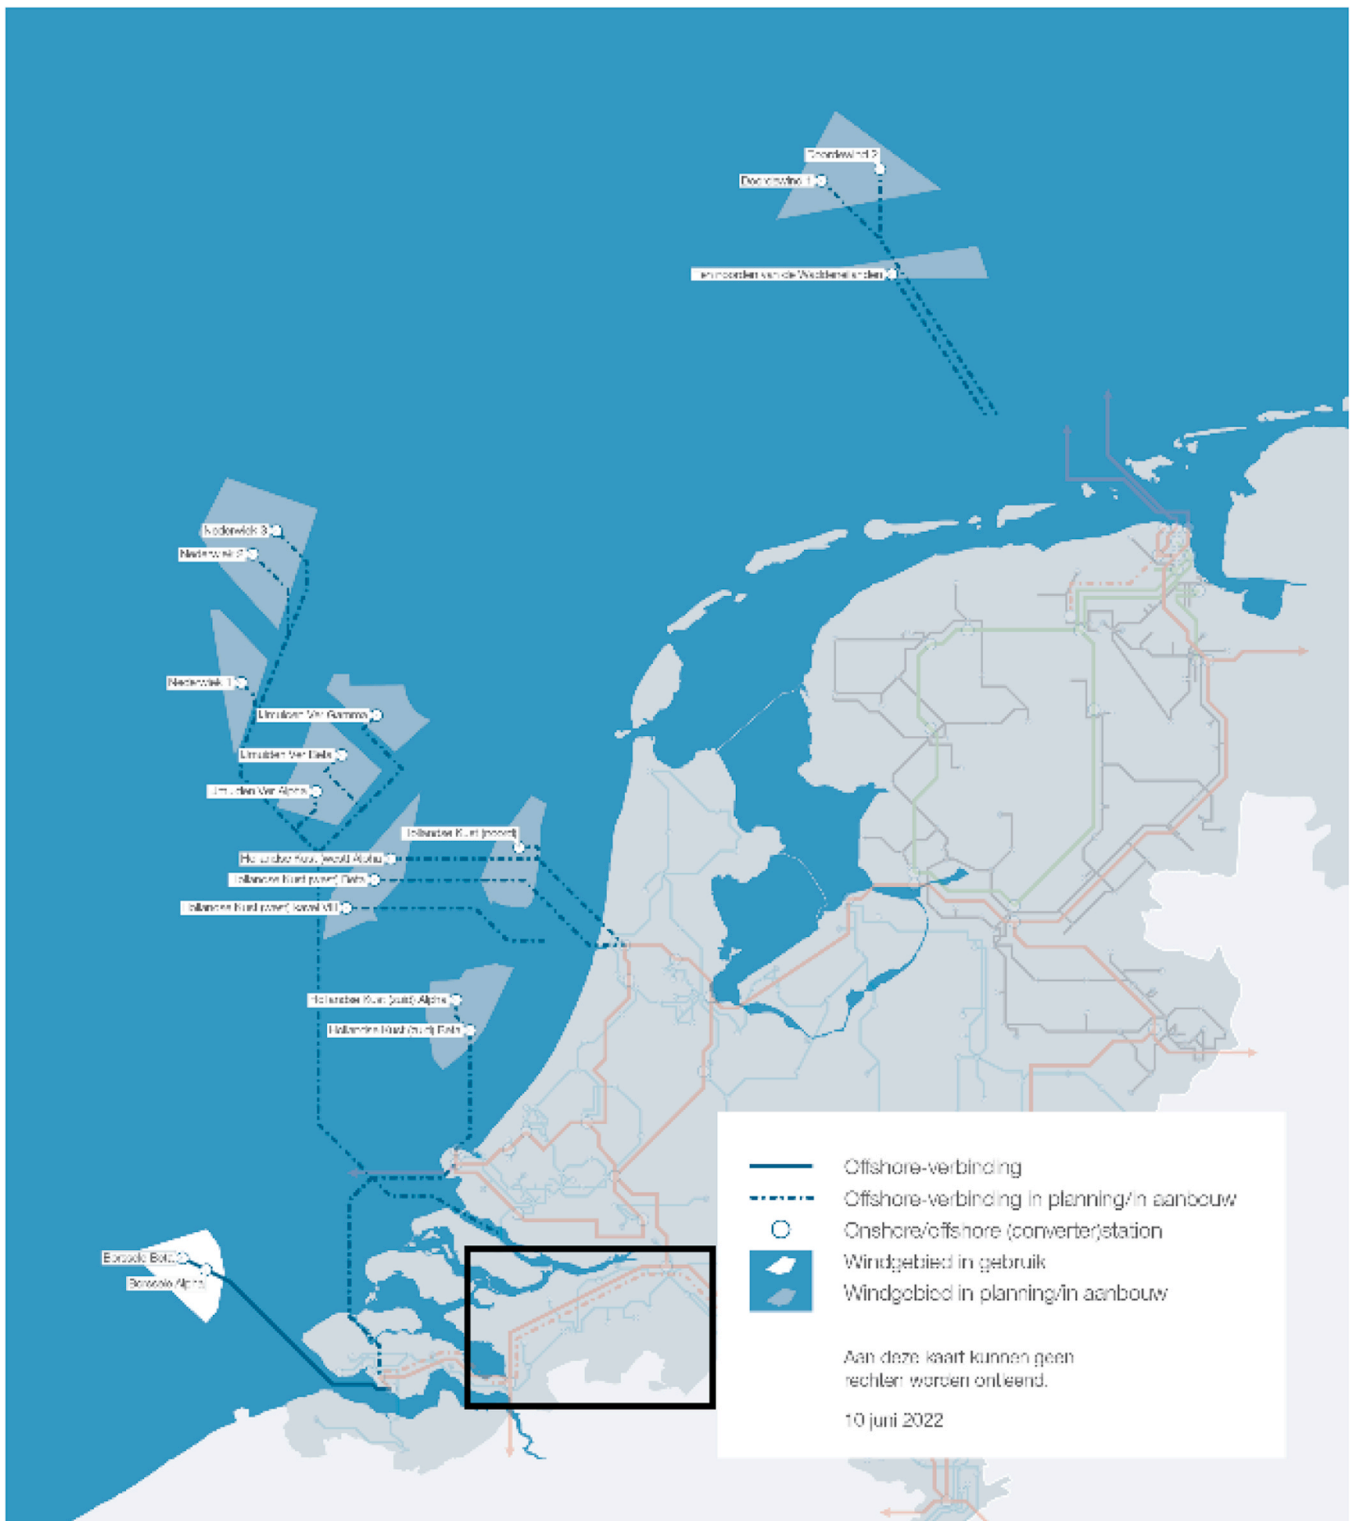 Doordewind 2
Doordewind 1
Ten noorden van de Waddeneilanden
Nederwiek 3
Nederwiek 2
Nederwiek 1
IJmuiden Ver Gamma
IJmuiden Ver Beta
IJmuiden Ver Alpha
Hollandse Kust (noord)
Hollandse Kust (west) Alpha
Hollandse Kust (west) Beta
Hollandse Kust (west) kavel VIII
Hollandse Kust (zuid) Alpha
Hollandse Kust (zuid) Beta
Borssele Beta
Borssele Alpha
Offshore-verbinding
Offshore-verbinding in planning/in aanbouw
Onshore/offshore (converter)station
Windgebied in gebruik
Windgebied in planning/in aanbouw
Aan deze kaart kunnen geen
rechten worden ontleend.
10 juni 2022